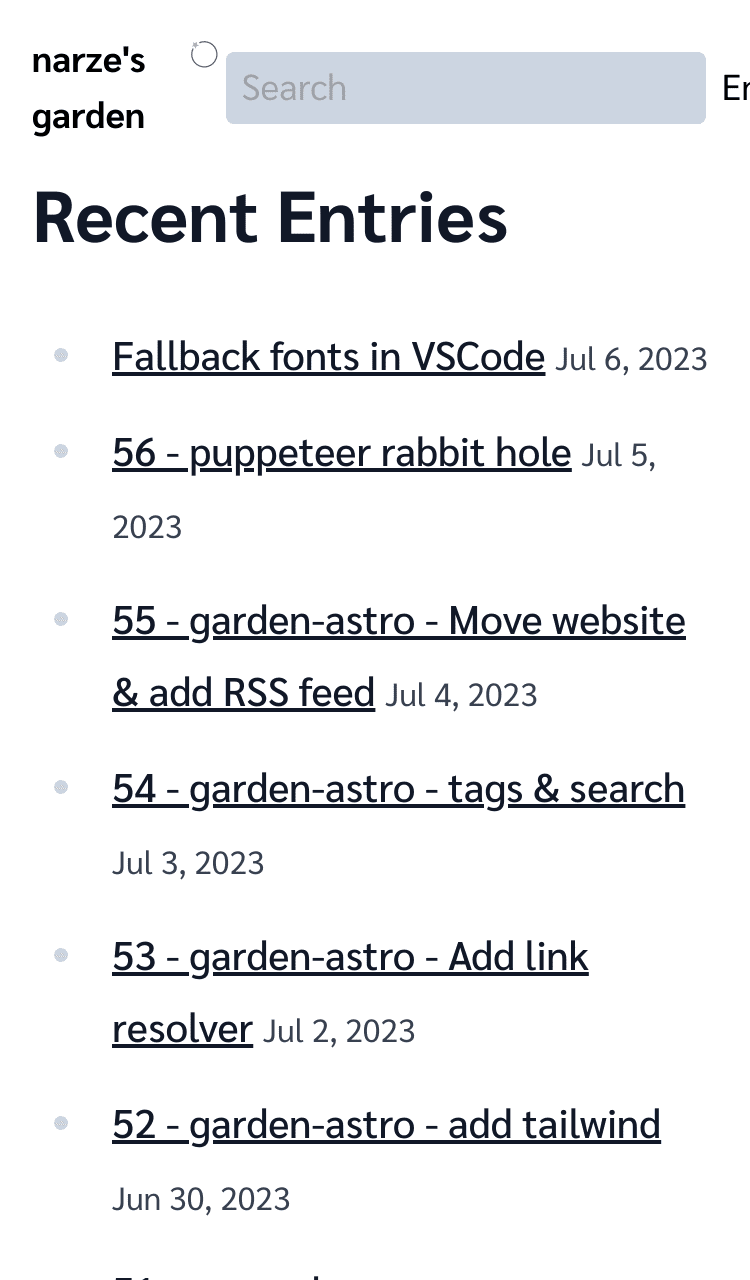 narze's
garden
Search
Recent Entries
Fallback fonts in VSCode Jul 6, 2023
56 - puppeteer rabbit hole Jul 5,
2023
55 - garden-astro - Move website
& add RSS feed Jul 4, 2023
54 - garden-astro - tags & search
Jul 3, 2023
53 - garden-astro - Add link
resolver Jul 2, 2023
52 - garden-astro - add tailwind
Jun 30, 2023